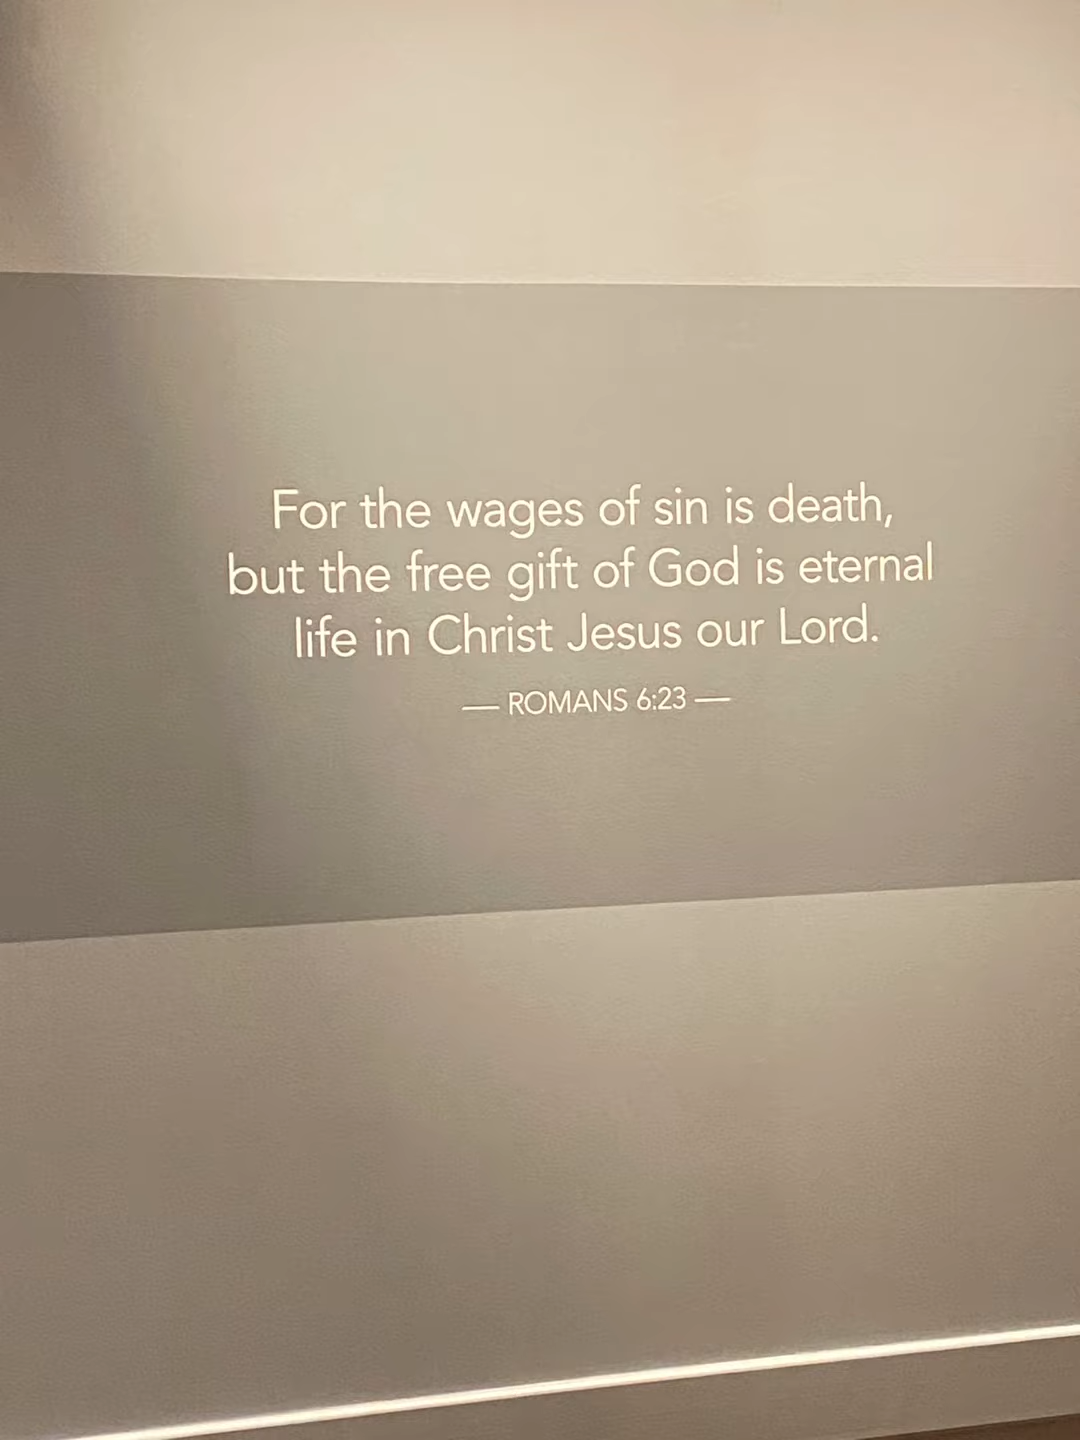 For the wages of sin is death,
but the free gift of God is eternal
life in Christ Jesus our Lord.
— ROMANS 6:23 —